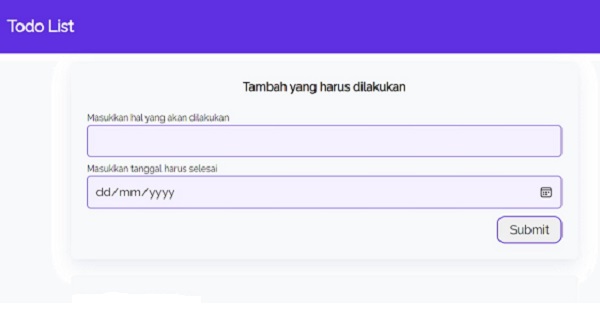 Todo List
Tambah yang harus dilakukan
Masukkan hal yang akan dilakukan
Masukkan tanggal harus selesai
dd/mm/yyyy
Submit